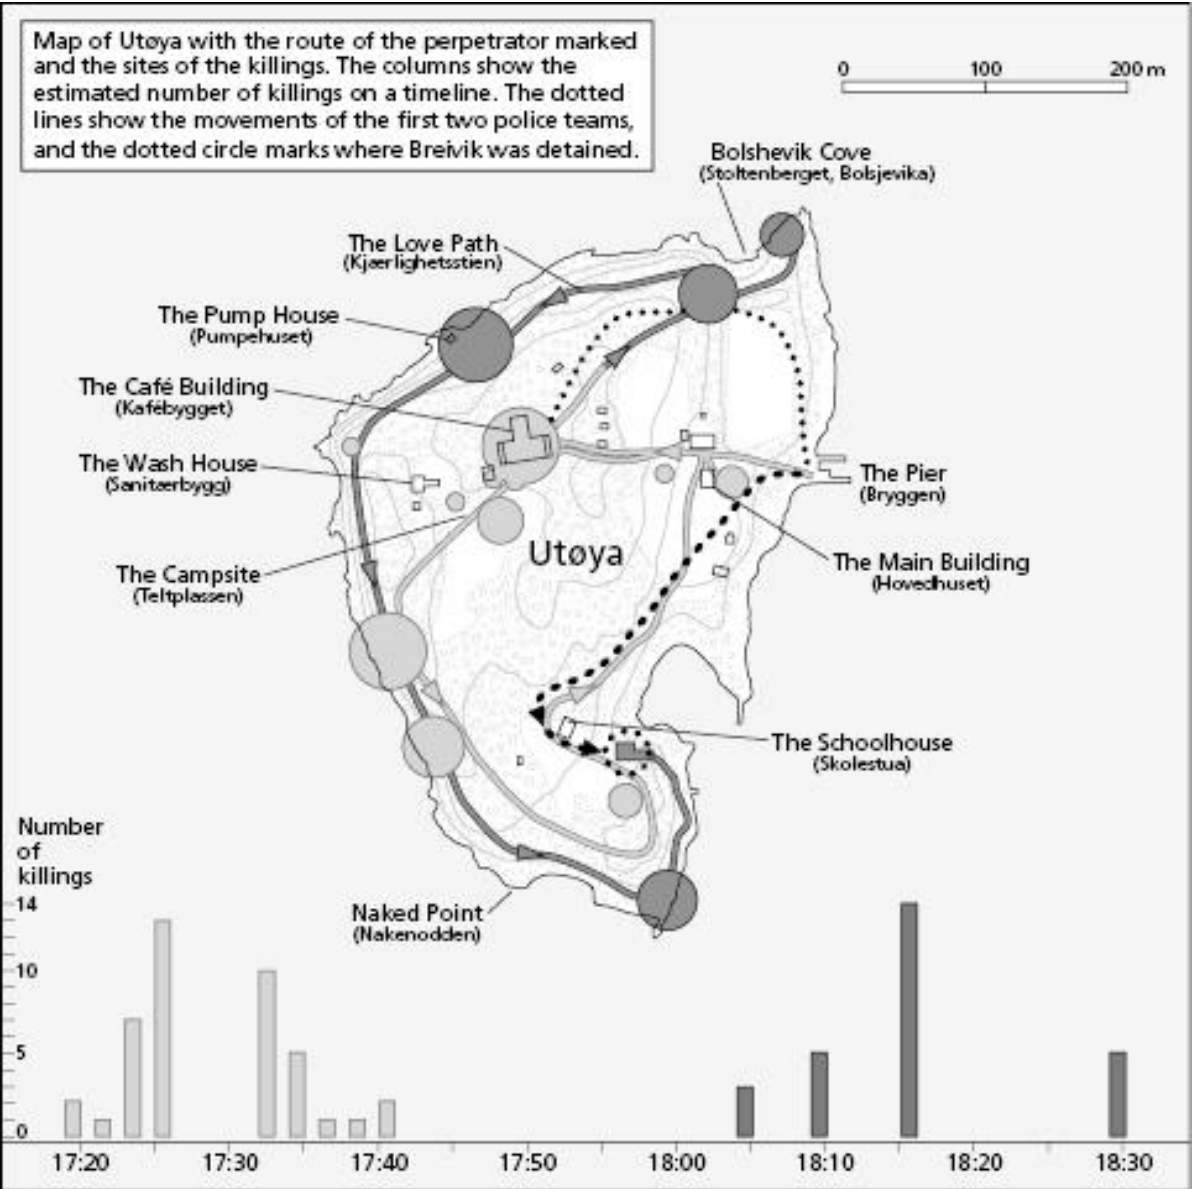 Map of Utøya with the route of the perpetrator marked
and the sites of the killings. The columns show the
estimated number of killings on a timeline. The dotted
lines show the movements of the first two police teams,
and the dotted circle marks where Breivik was detained.
0 100 200 m
Bolshevik Cove
(Stoltenberget, Bolsjevika)
The Love Path
(Kjærlighetsstien)
The Pump House
(Pumpehuset)
The Café Building
(Kafébygget)
The Wash House
(Sanitærbygg)
The Pier
(Bryggen)
Utøya
The Main Building
(Hovedhuset)
The Campsite
(Teltplassen)
The Schoolhouse
(Skolestua)
Naked Point
(Nakenodden)
Number
of
killings
14
10
5
0
17:20 17:30 17:40 17:50 18:00 18:10 18:20 18:30